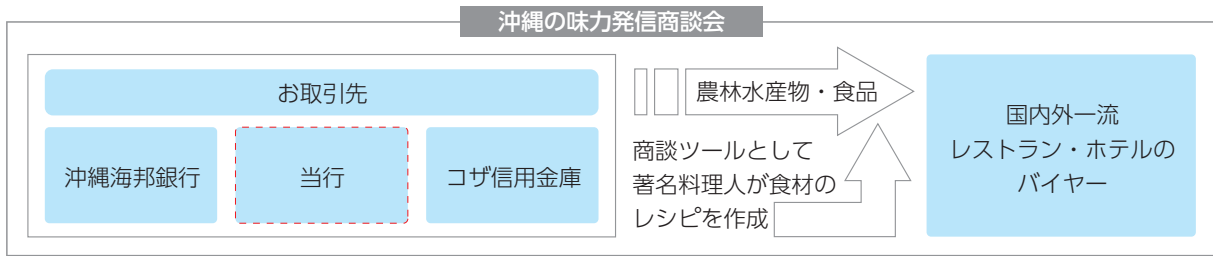 沖縄の味力発信商談会
お取引先
沖縄海邦銀行
当行
コザ信用金庫
農林水産物・食品
商談ツールとして
著名料理人が食材の
レシピを作成
国内外一流
レストラン・ホテルの
バイヤー